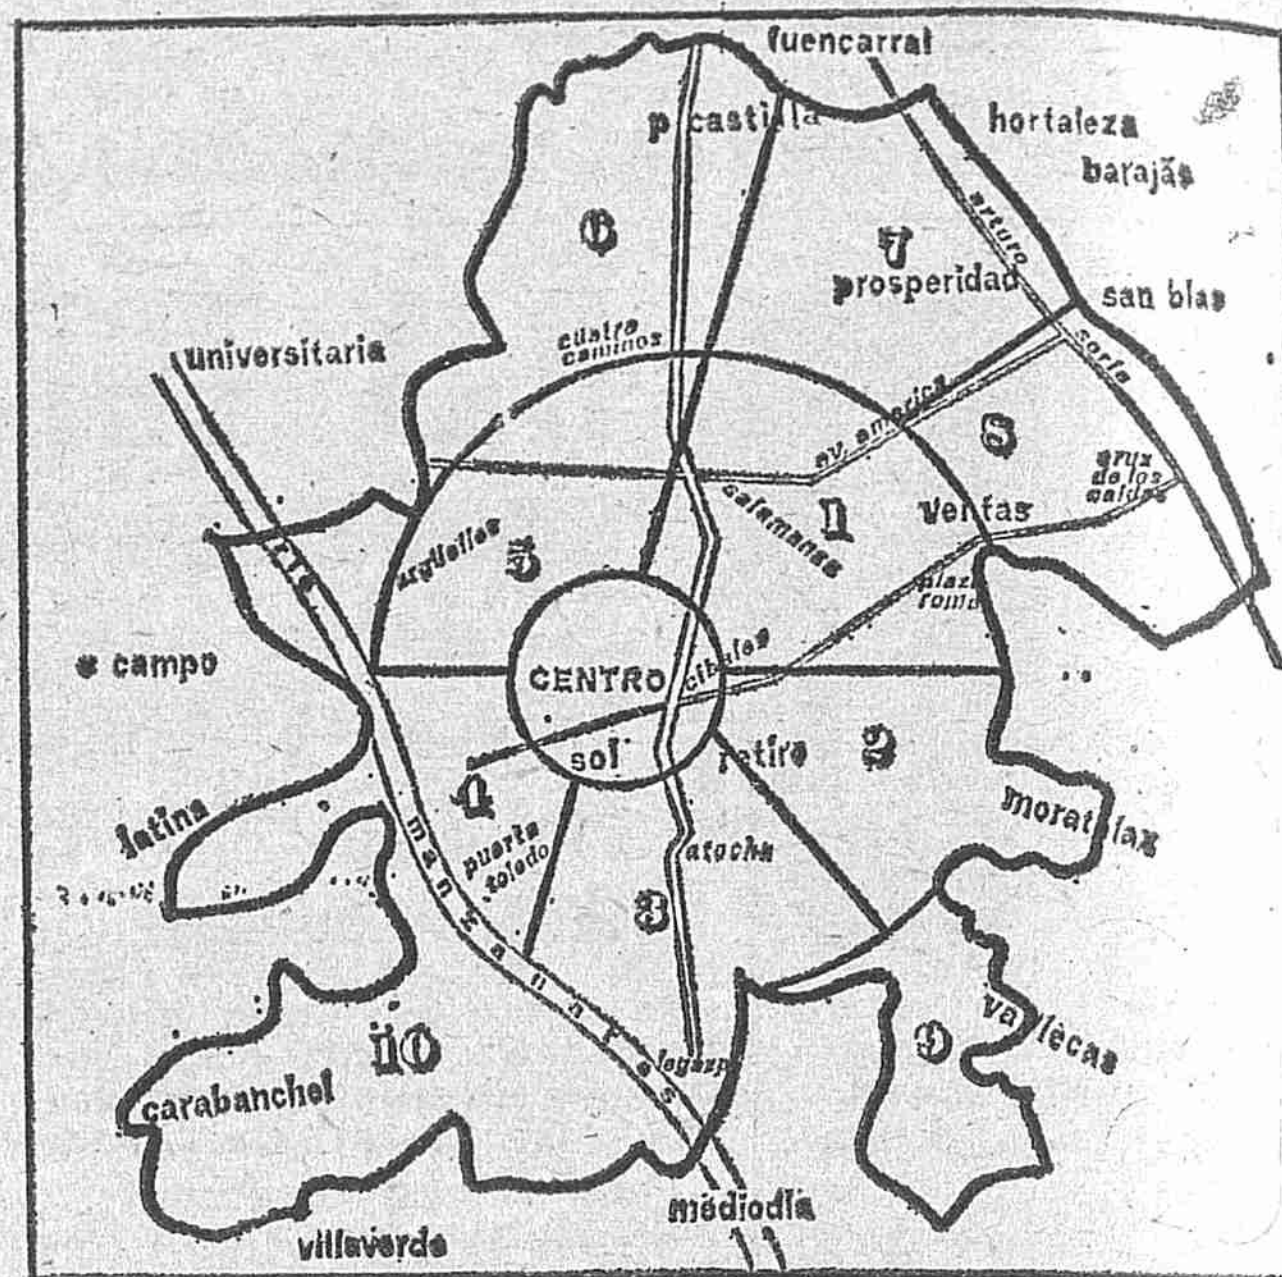 fuencarral
p castilla
hortaleza
barajas
6
7
arturo
prosperidad
san blas
soria
cuatro
caminos
universitaria
av. america
8
cruz
de los
caidos
salamanca
1
ventas
argüelles
5
rio
plaza
roma
c campo
CENTRO
cibeles
sol
retiro
2
4
latina
moratalaz
puerta
toledo
atocha
manzanares
3
10
9
vallecas
legazpi
carabanchel
mediodia
villaverde